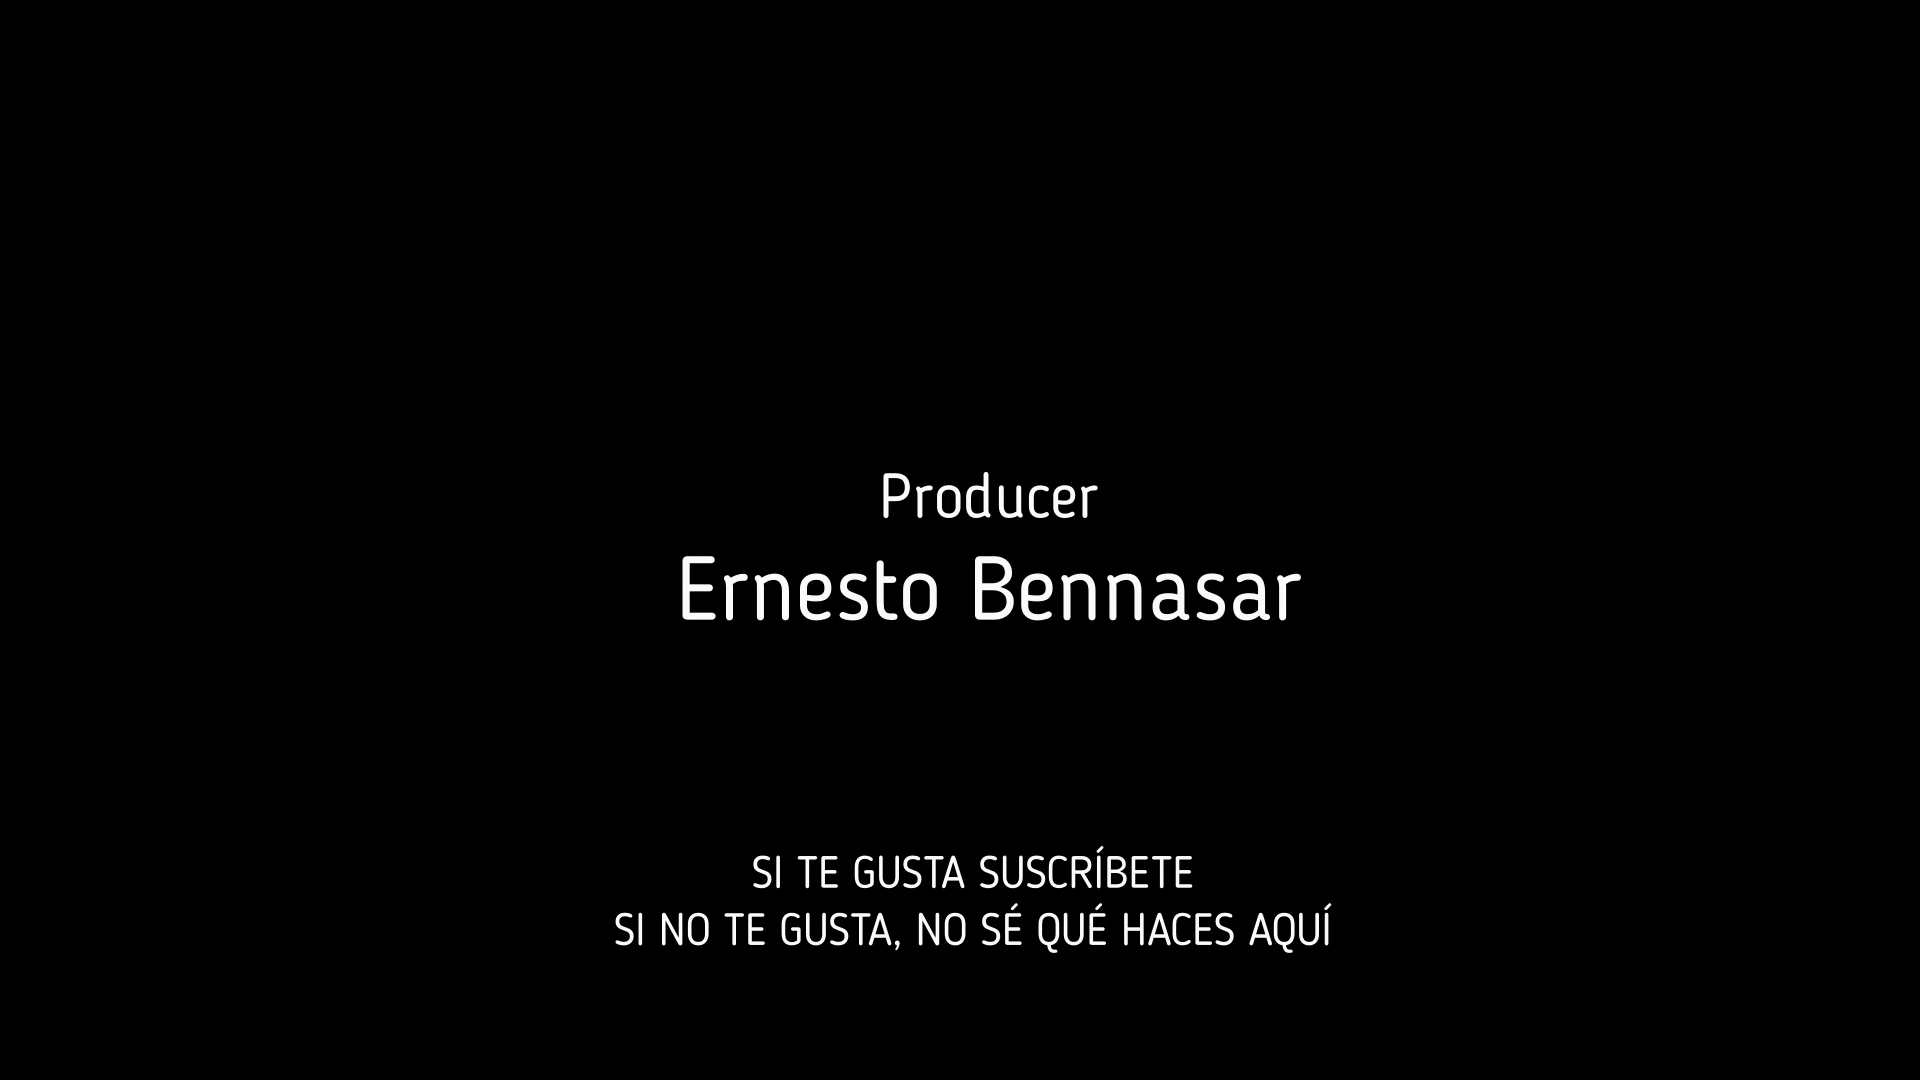 Producer
Ernesto Bennasar
SI TE GUSTA SUSCRÍBETE
SI NO TE GUSTA, NO SÉ QUÉ HACES AQUÍ